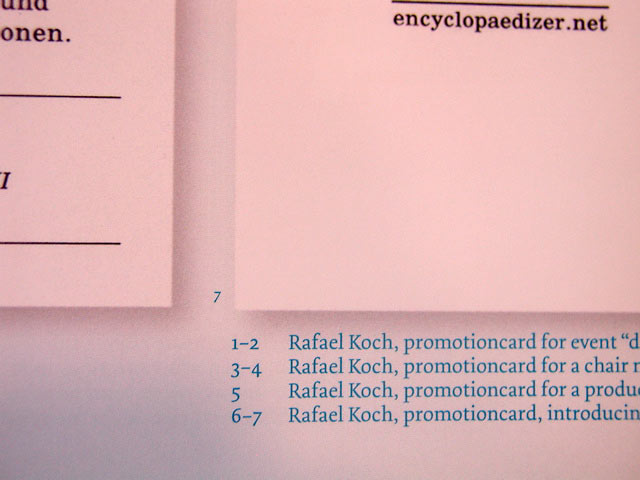 und
onen.
I
encyclopaedizer.net
7
1–2 Rafael Koch, promotioncard for event “d
3–4 Rafael Koch, promotioncard for a chair
5 Rafael Koch, promotioncard for a produ
6–7 Rafael Koch, promotioncard, introducin